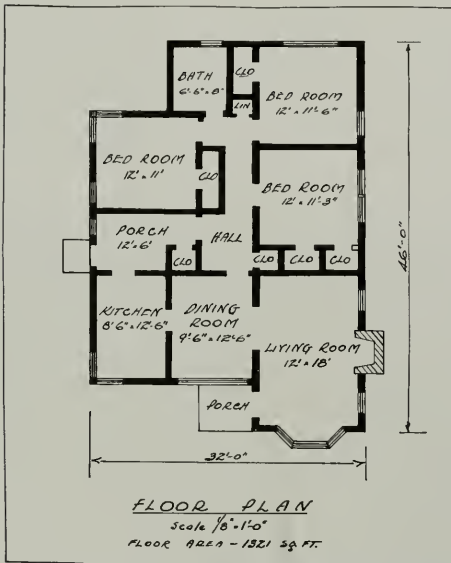 BATH
6'-6" x 8'
CLO
LIN
BED ROOM
12' x 11'-6"
BED ROOM
12' x 11'
CLO
BED ROOM
12' x 11'-3"
PORCH
12' x 6'
HALL
CLO
CLO
CLO
CLO
KITCHEN
8'-6" x 12'-6"
DINING
ROOM
9'-6" x 12'-6"
LIVING ROOM
12' x 18'
PORCH
46'-0"
32'-0"
FLOOR PLAN
Scale 1/8" = 1'-0"
FLOOR AREA - 1321 SQ FT.